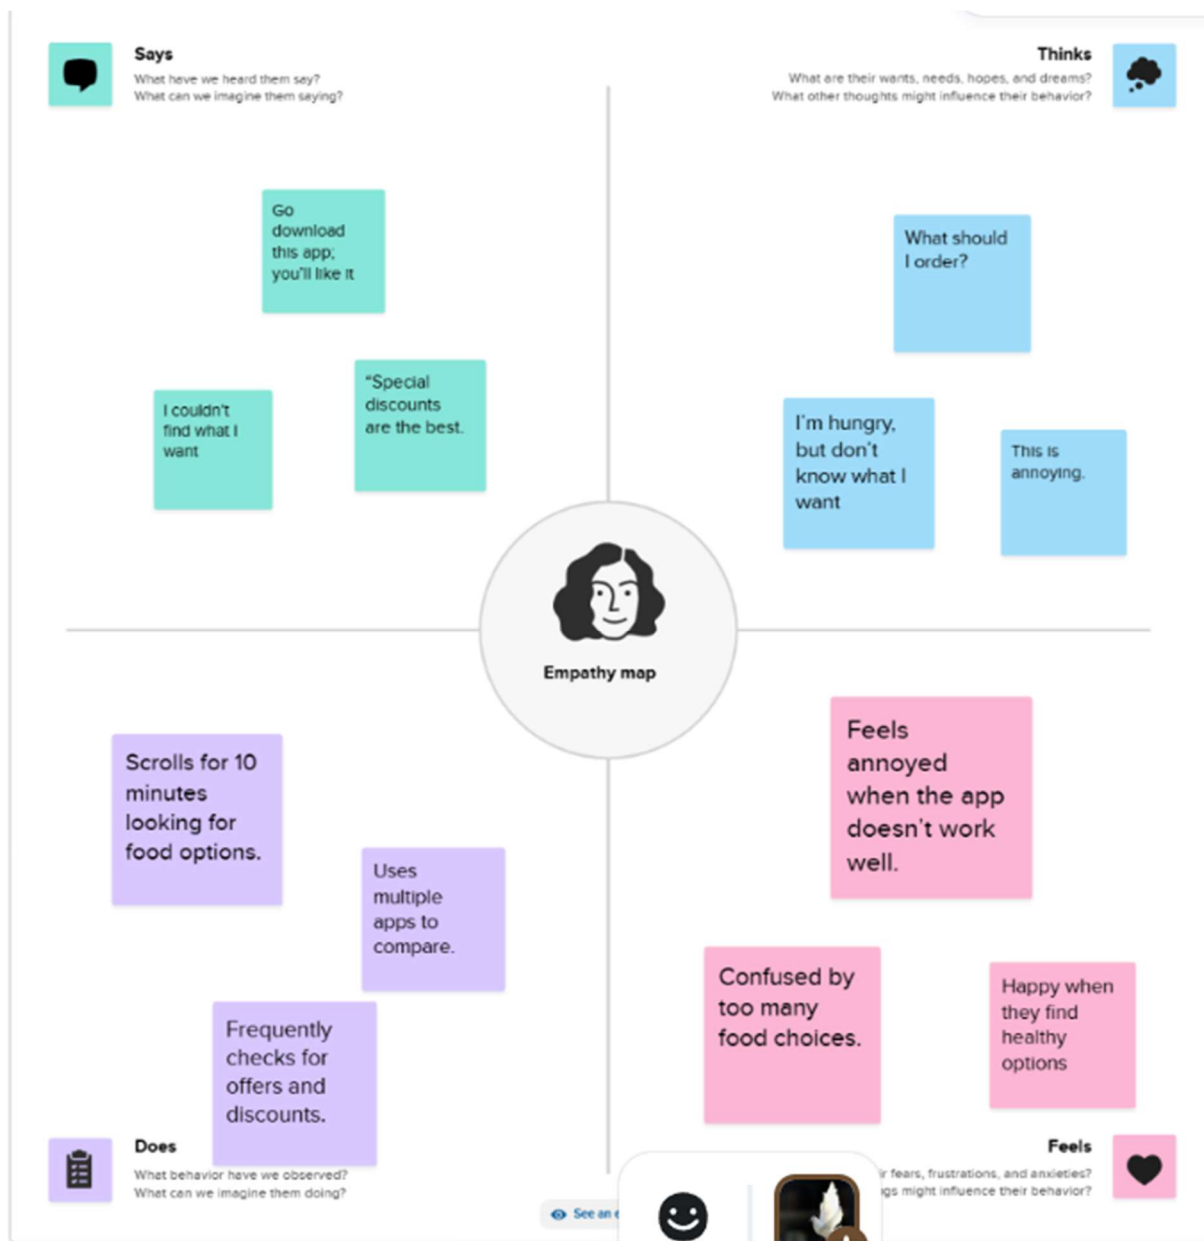 Says
What have we heard them say?
What can we imagine them saying?
Thinks
What are their wants, needs, hopes, and dreams?
What other thoughts might influence their behavior?
Go
download
this app;
you'll like it
I couldn't
find what I
want
“Special
discounts
are the best.
What should
I order?
I'm hungry,
but don't
know what I
want
This is
annoying.
Empathy map
Scrolls for 10
minutes
looking for
food options.
Uses
multiple
apps to
compare.
Frequently
checks for
offers and
discounts.
Does
What behavior have we observed?
What can we imagine them doing?
Feels
annoyed
when the app
doesn't work
well.
Confused by
too many
food choices.
Happy when
they find
healthy
options
Feels
fears, frustrations, and anxieties?
might influence their behavior?
See an